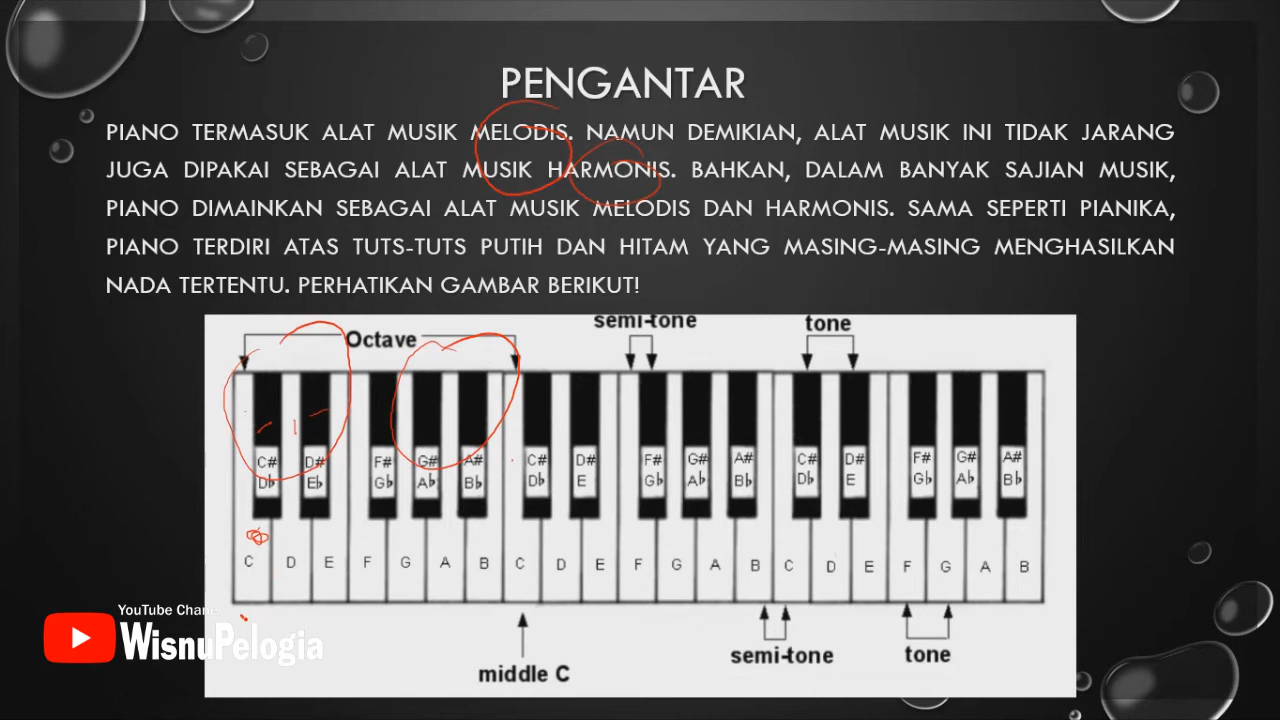 PENGANTAR
PIANO TERMASUK ALAT MUSIK MELODIS. NAMUN DEMIKIAN, ALAT MUSIK INI TIDAK JARANG
JUGA DIPAKAI SEBAGAI ALAT MUSIK HARMONIS. BAHKAN, DALAM BANYAK SAJIAN MUSIK,
PIANO DIMAINKAN SEBAGAI ALAT MUSIK MELODIS DAN HARMONIS. SAMA SEPERTI PIANIKA,
PIANO TERDIRI ATAS TUTS-TUTS PUTIH DAN HITAM YANG MASING-MASING MENGHASILKAN
NADA TERTENTU. PERHATIKAN GAMBAR BERIKUT!
Octave semi-tone tone
C# D# F# G# A# C# D# F# G# A# C# D# F# G# A#
D♭ E♭ G♭ A♭ B♭ D♭ E G♭ A♭ B♭ D♭ E G♭ A♭ B♭
C D E F G A B C D E F G A B C D E F G A B
YouTube Chan
WisnuPelogia
middle C semi-tone tone